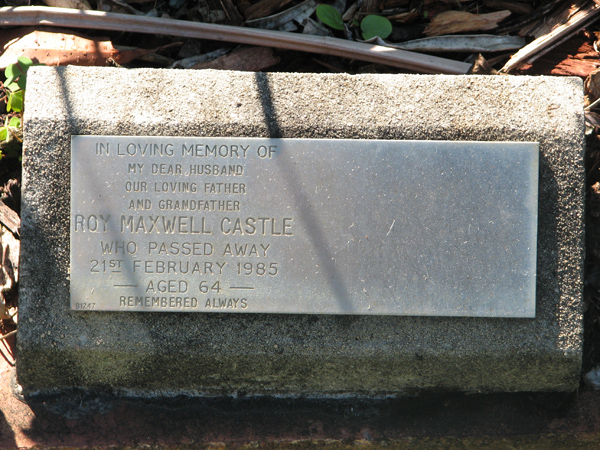 IN LOVING MEMORY OF
MY DEAR HUSBAND
OUR LOVING FATHER
AND GRANDFATHER
ROY MAXWELL CASTLE
WHO PASSED AWAY
21ST FEBRUARY 1985
— AGED 64 —
REMEMBERED ALWAYS
81247